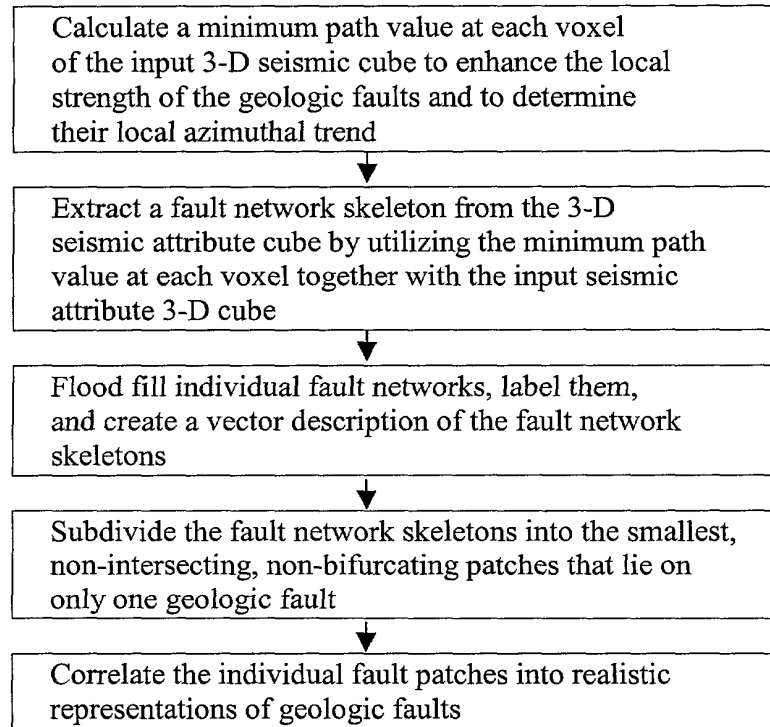 Calculate a minimum path value at each voxel
of the input 3-D seismic cube to enhance the local
strength of the geologic faults and to determine
their local azimuthal trend
Extract a fault network skeleton from the 3-D
seismic attribute cube by utilizing the minimum path
value at each voxel together with the input seismic
attribute 3-D cube
Flood fill individual fault networks, label them,
and create a vector description of the fault network
skeletons
Subdivide the fault network skeletons into the smallest,
non-intersecting, non-bifurcating patches that lie on
only one geologic fault
Correlate the individual fault patches into realistic
representations of geologic faults